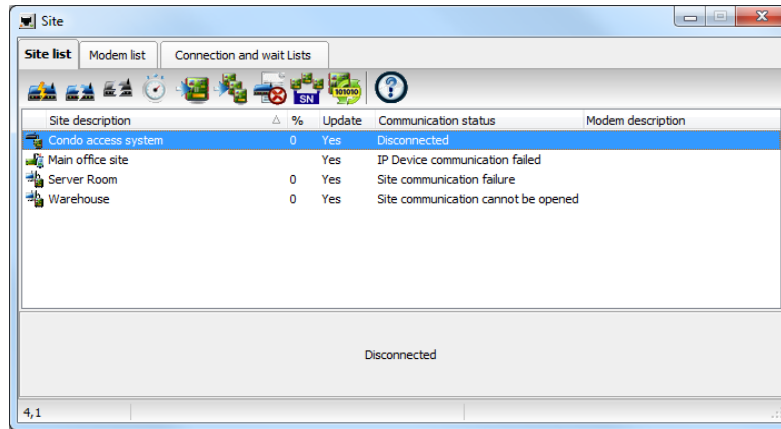 Site
Site list Modem list Connection and wait Lists
SN 101010 ?
Site description % Update Communication status Modem description
Condo access system 0 Yes Disconnected
Main office site Yes IP Device communication failed
Server Room 0 Yes Site communication failure
Warehouse 0 Yes Site communication cannot be opened
Disconnected
4,1